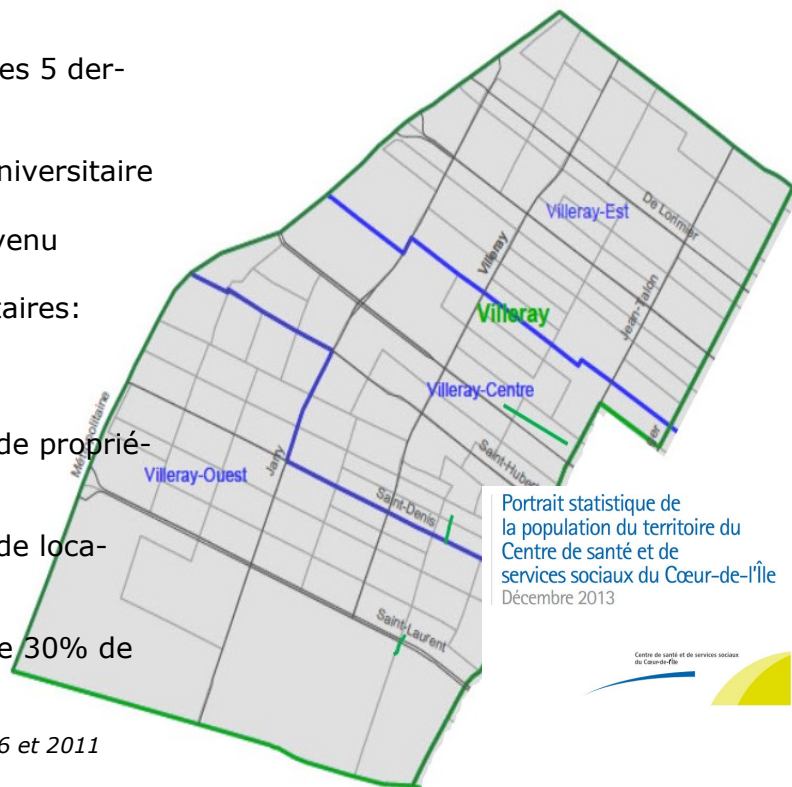 es 5 der-
niversitaire
venu
taires:
de proprié-
de loca-
e 30% de
6 et 2011
De Lorimier
Villeray-Est
Villeray
Jean-Talon
Villeray
Villeray-Centre
Métropolitaine
Jarry
Villeray-Ouest
Saint-Hubert
Saint-Denis
Saint-Laurent
Portrait statistique de
la population du territoire du
Centre de santé et de
services sociaux du Cœur-de-l'Île
Décembre 2013
Centre de santé et de services sociaux
du Cœur-de-l'Île